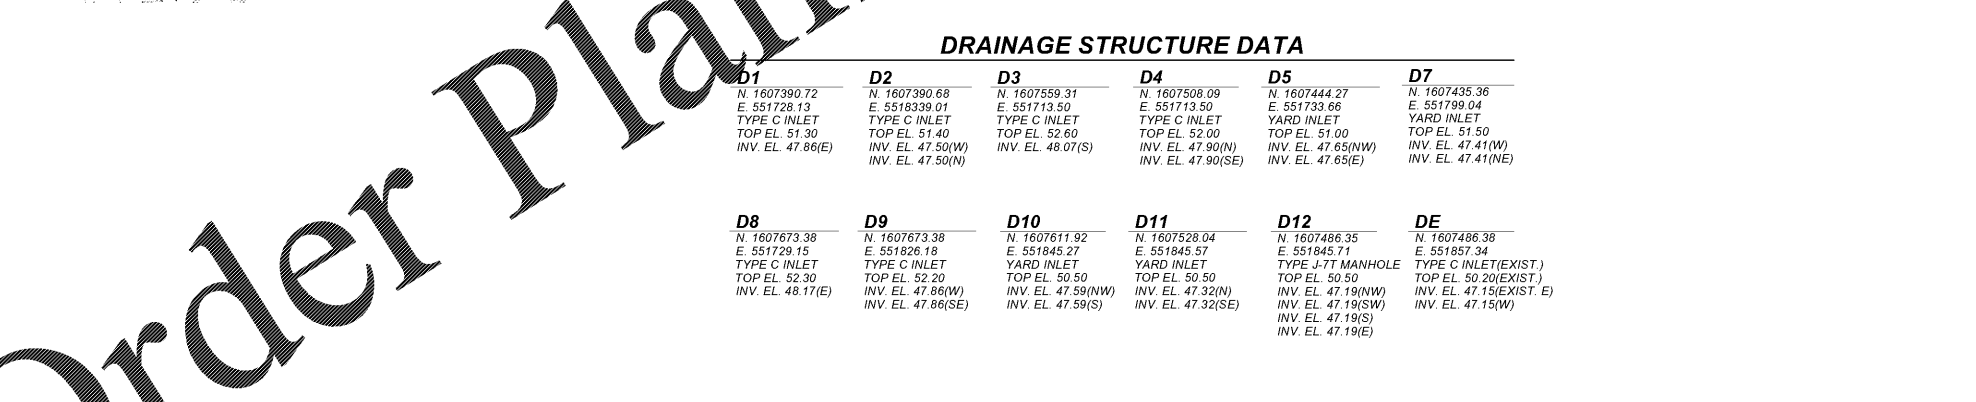 Order Plan
DRAINAGE STRUCTURE DATA
D1
N. 1607390.72
E. 551728.13
TYPE C INLET
TOP EL. 51.30
INV. EL. 47.86(E)
D2
N. 1607390.68
E. 5518339.01
TYPE C INLET
TOP EL. 51.40
INV. EL. 47.50(W)
INV. EL. 47.50(N)
D3
N. 1607559.31
E. 551713.50
TYPE C INLET
TOP EL. 52.60
INV. EL. 48.07(S)
D4
N. 1607508.09
E. 551713.50
TYPE C INLET
TOP EL. 52.00
INV. EL. 47.90(N)
INV. EL. 47.90(SE)
D5
N. 1607444.27
E. 551733.66
YARD INLET
TOP EL. 51.00
INV. EL. 47.65(NW)
INV. EL. 47.65(E)
D7
N. 1607435.36
E. 551799.04
YARD INLET
TOP EL. 51.50
INV. EL. 47.41(W)
INV. EL. 47.41(NE)
D8
N. 1607673.38
E. 551729.15
TYPE C INLET
TOP EL. 52.30
INV. EL. 48.17(E)
D9
N. 1607673.38
E. 551826.18
TYPE C INLET
TOP EL. 52.20
INV. EL. 47.86(W)
INV. EL. 47.86(SE)
D10
N. 1607611.92
E. 551845.27
YARD INLET
TOP EL. 50.50
INV. EL. 47.59(NW)
INV. EL. 47.59(S)
D11
N. 1607528.04
E. 551845.57
YARD INLET
TOP EL. 50.50
INV. EL. 47.32(N)
INV. EL. 47.32(SE)
D12
N. 1607486.35
E. 551845.71
TYPE J-7T MANHOLE
TOP EL. 50.50
INV. EL. 47.19(NW)
INV. EL. 47.19(SW)
INV. EL. 47.19(S)
INV. EL. 47.19(E)
DE
N. 1607486.38
E. 551857.34
TYPE C INLET(EXIST.)
TOP EL. 50.20(EXIST.)
INV. EL. 47.15(EXIST. E)
INV. EL. 47.15(W)